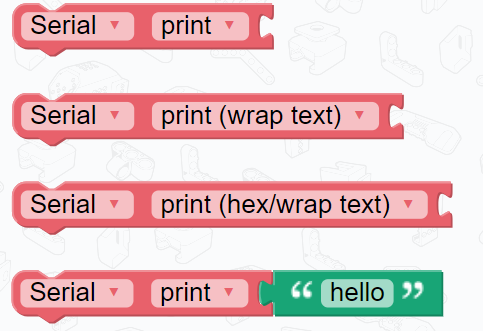 Serial ▼ print ▼
Serial ▼ print (wrap text) ▼
Serial ▼ print (hex/wrap text) ▼
Serial ▼ print ▼ “ hello ”